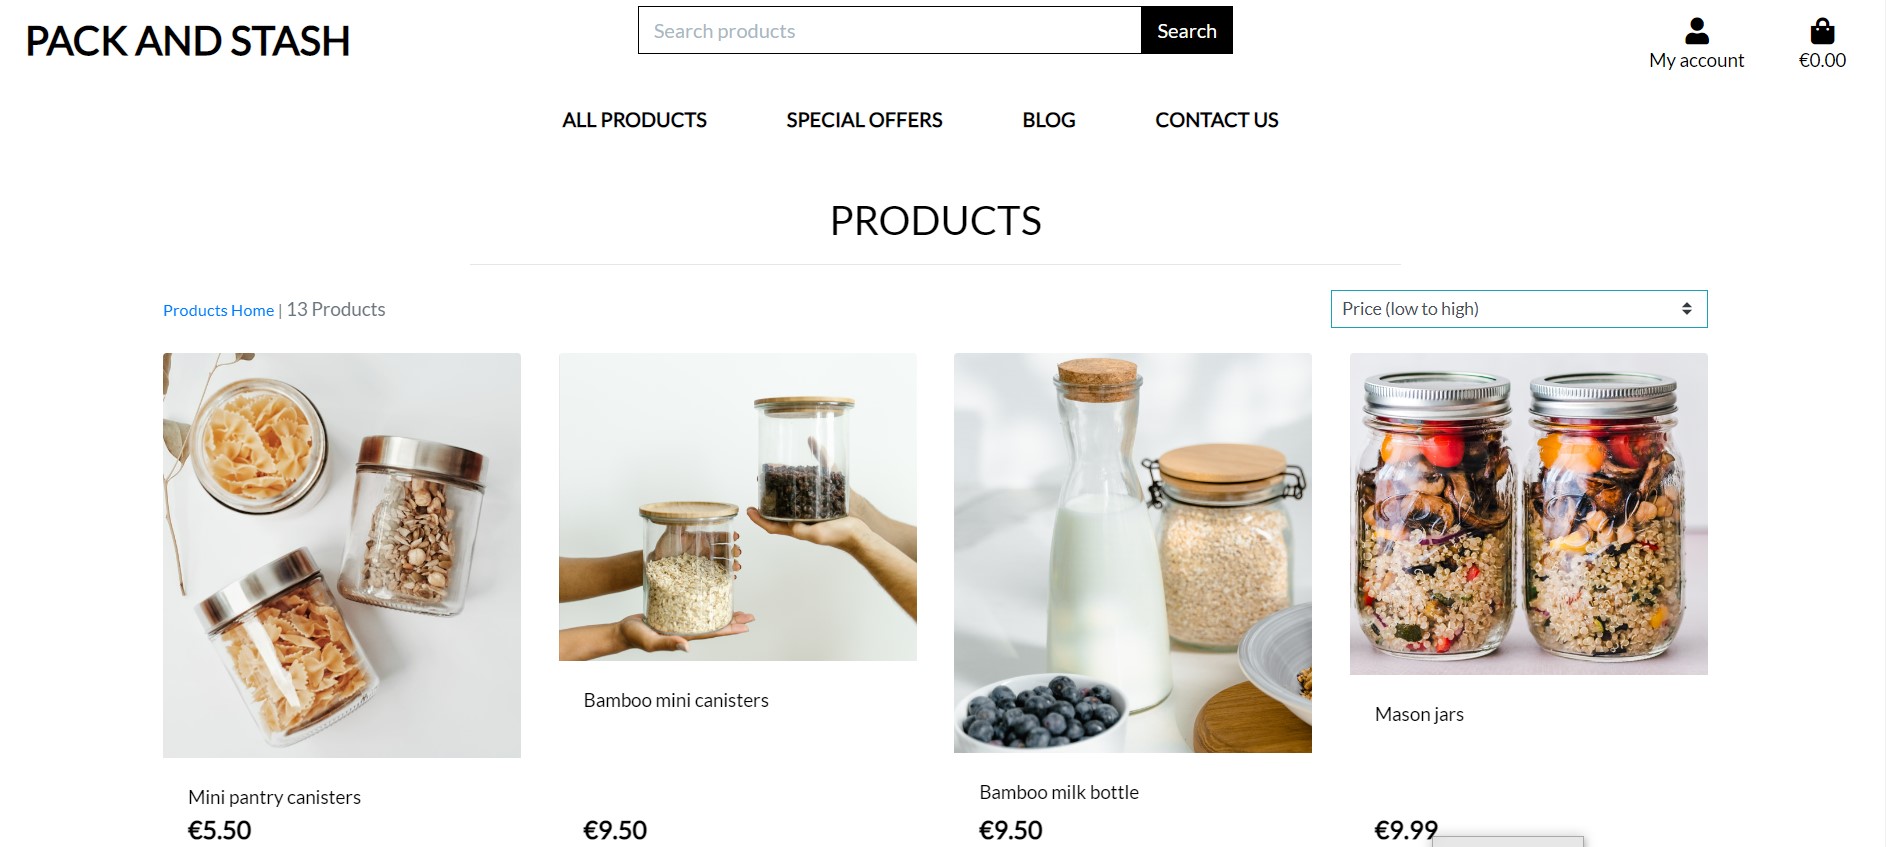 PACK AND STASH
Search products
Search
My account
€0.00
ALL PRODUCTS
SPECIAL OFFERS
BLOG
CONTACT US
PRODUCTS
Products Home | 13 Products
Price (low to high)
Mini pantry canisters
€5.50
Bamboo mini canisters
€9.50
Bamboo milk bottle
€9.50
Mason jars
€9.99